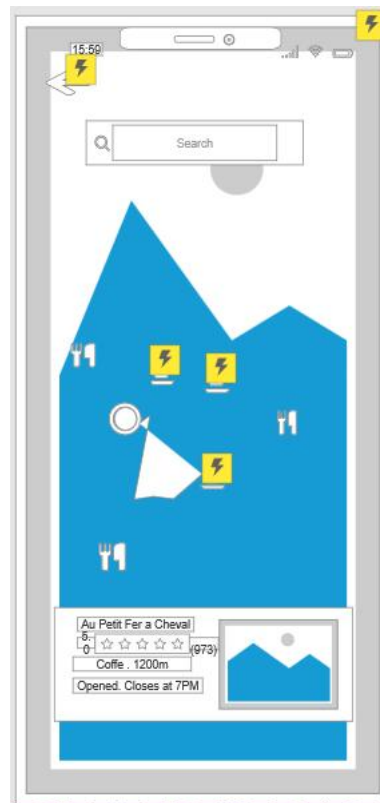 15:59
Search
Au Petit Fer a Cheval
5.0 (973)
Coffe . 1200m
Opened. Closes at 7PM